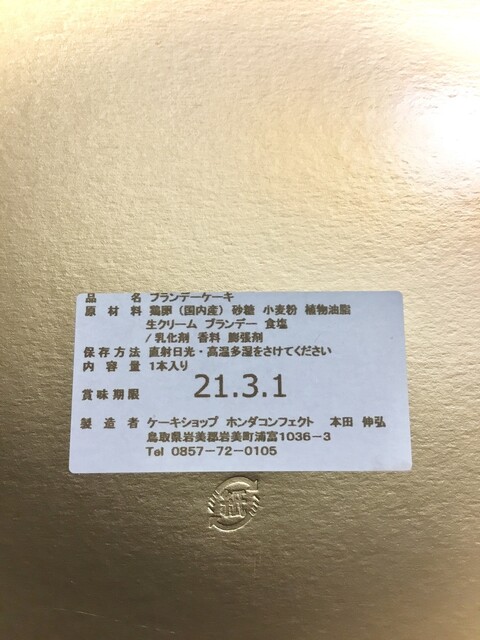 品名 ブランデーケーキ
原材料 鶏卵（国内産） 砂糖 小麦粉 植物油脂
生クリーム ブランデー 食塩
/乳化剤 香料 膨張剤
保存方法 直射日光・高温多湿をさけてください
内容量 1本入り
賞味期限 21.3.1
製造者 ケーキショップ ホンダコンフェクト 本田 伸弘
鳥取県岩美郡岩美町浦富1036-3
Tel 0857-72-0105
紙